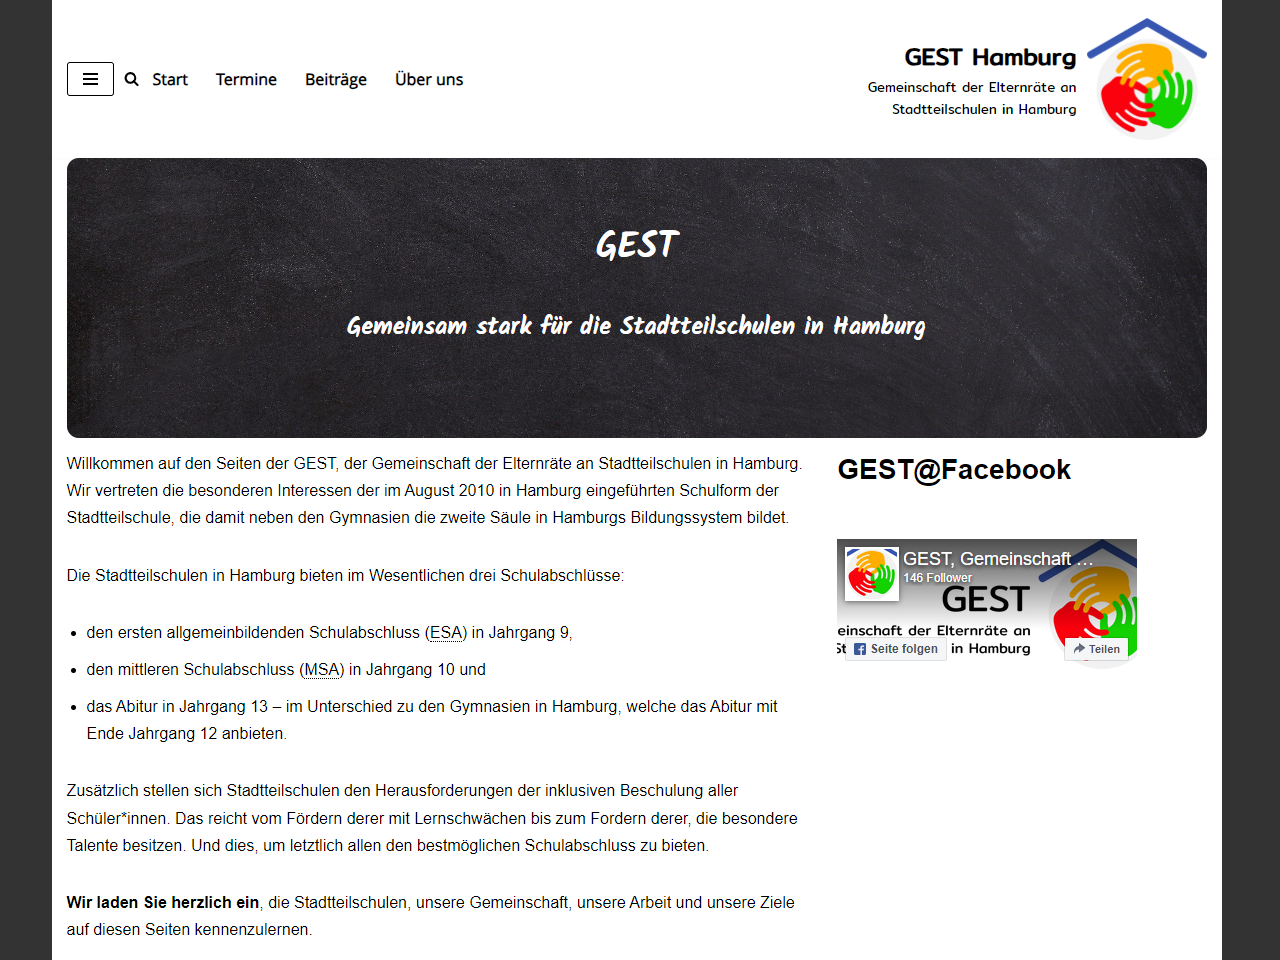 Start
Termine
Beiträge
Über uns
GEST Hamburg
Gemeinschaft der Elternräte an
Stadtteilschulen in Hamburg
GEST
Gemeinsam stark für die Stadtteilschulen in Hamburg
Willkommen auf den Seiten der GEST, der Gemeinschaft der Elternräte an Stadtteilschulen in Hamburg.
Wir vertreten die besonderen Interessen der im August 2010 in Hamburg eingeführten Schulform der
Stadtteilschule, die damit neben den Gymnasien die zweite Säule in Hamburgs Bildungssystem bildet.
Die Stadtteilschulen in Hamburg bieten im Wesentlichen drei Schulabschlüsse:
den ersten allgemeinbildenden Schulabschluss (ESA) in Jahrgang 9,
den mittleren Schulabschluss (MSA) in Jahrgang 10 und
das Abitur in Jahrgang 13 – im Unterschied zu den Gymnasien in Hamburg, welche das Abitur mit
Ende Jahrgang 12 anbieten.
Zusätzlich stellen sich Stadtteilschulen den Herausforderungen der inklusiven Beschulung aller
Schüler*innen. Das reicht vom Fördern derer mit Lernschwächen bis zum Fordern derer, die besondere
Talente besitzen. Und dies, um letztlich allen den bestmöglichen Schulabschluss zu bieten.
Wir laden Sie herzlich ein, die Stadtteilschulen, unsere Gemeinschaft, unsere Arbeit und unsere Ziele
auf diesen Seiten kennenzulernen.
GEST@Facebook
GEST, Gemeinschaft ...
146 Follower
GEST
einschaft der Elternräte an
in Hamburg
Seite folgen
Teilen